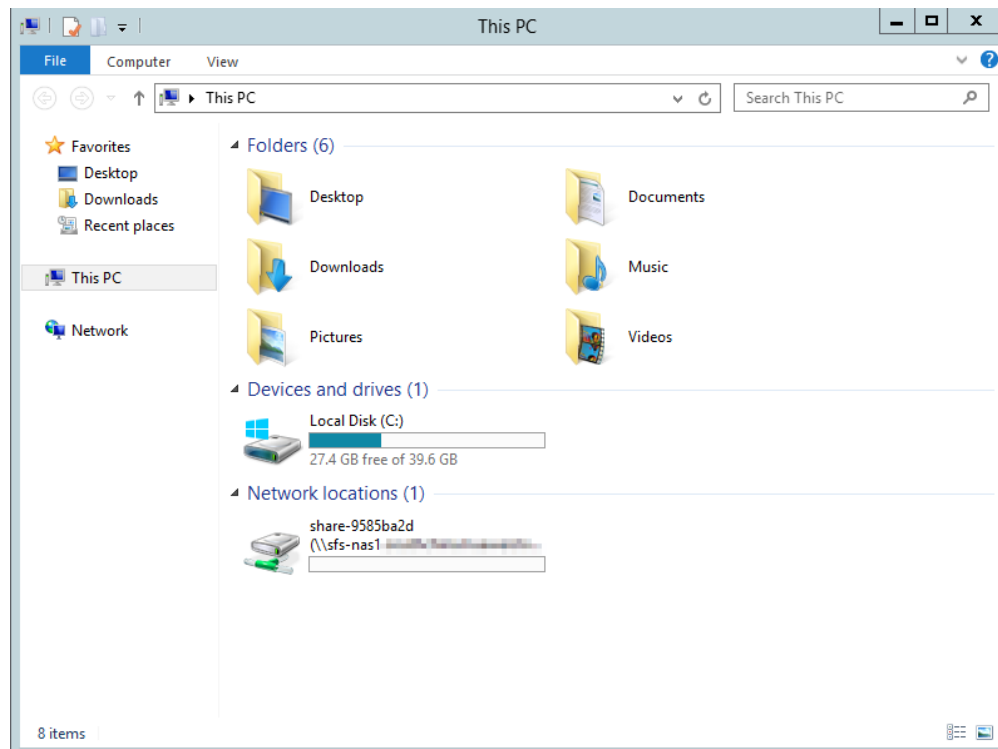 This PC
File Computer View
This PC
Search This PC
Favorites
Desktop
Downloads
Recent places
This PC
Network
Folders (6)
Desktop
Documents
Downloads
Music
Pictures
Videos
Devices and drives (1)
Local Disk (C:)
27.4 GB free of 39.6 GB
Network locations (1)
share-9585ba2d
(\\sfs-nas1
8 items